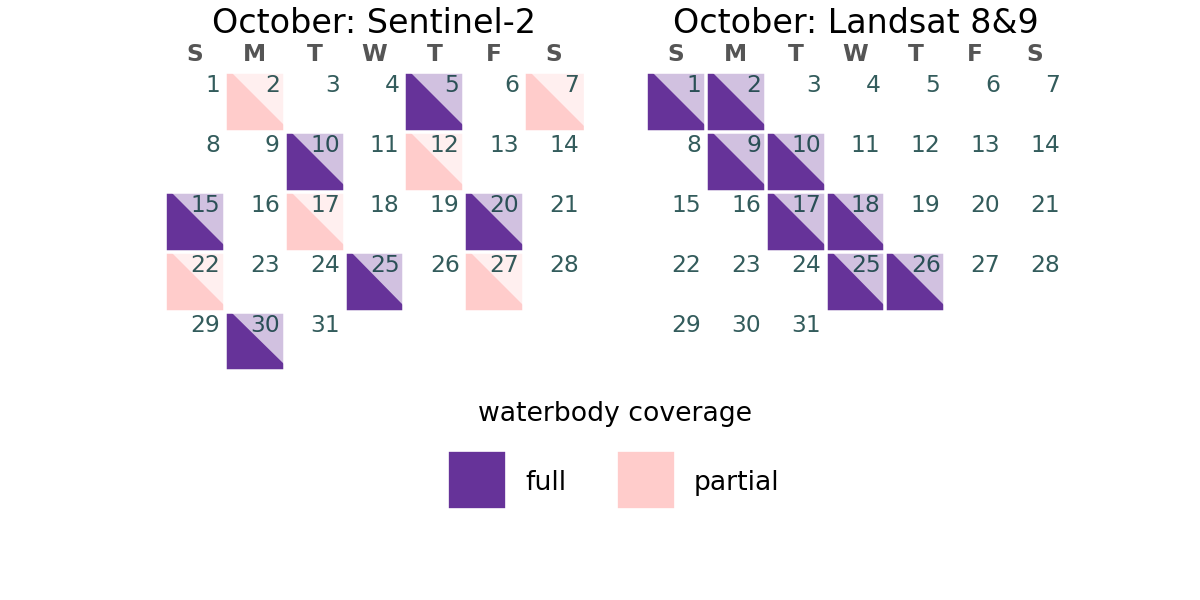 October: Sentinel-2
S M T W T F S
1 2 3 4 5 6 7
8 9 10 11 12 13 14
15 16 17 18 19 20 21
22 23 24 25 26 27 28
29 30 31
October: Landsat 8&9
S M T W T F S
1 2 3 4 5 6 7
8 9 10 11 12 13 14
15 16 17 18 19 20 21
22 23 24 25 26 27 28
29 30 31
waterbody coverage
full partial